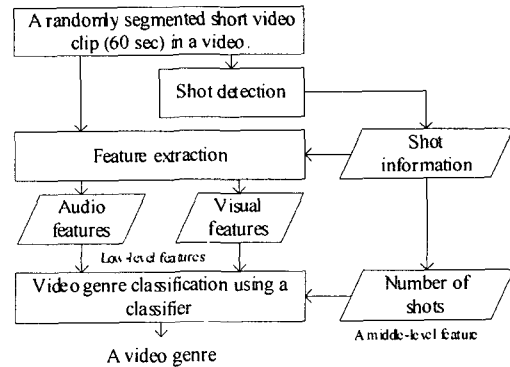 A randomly segmented short video
clip (60 sec) in a video.
Shot detection
Feature extraction
Shot
information
Audio
features
Visual
features
Low-level features
Video genre classification using a
classifier
Number of
shots
A middle-level feature
A video genre